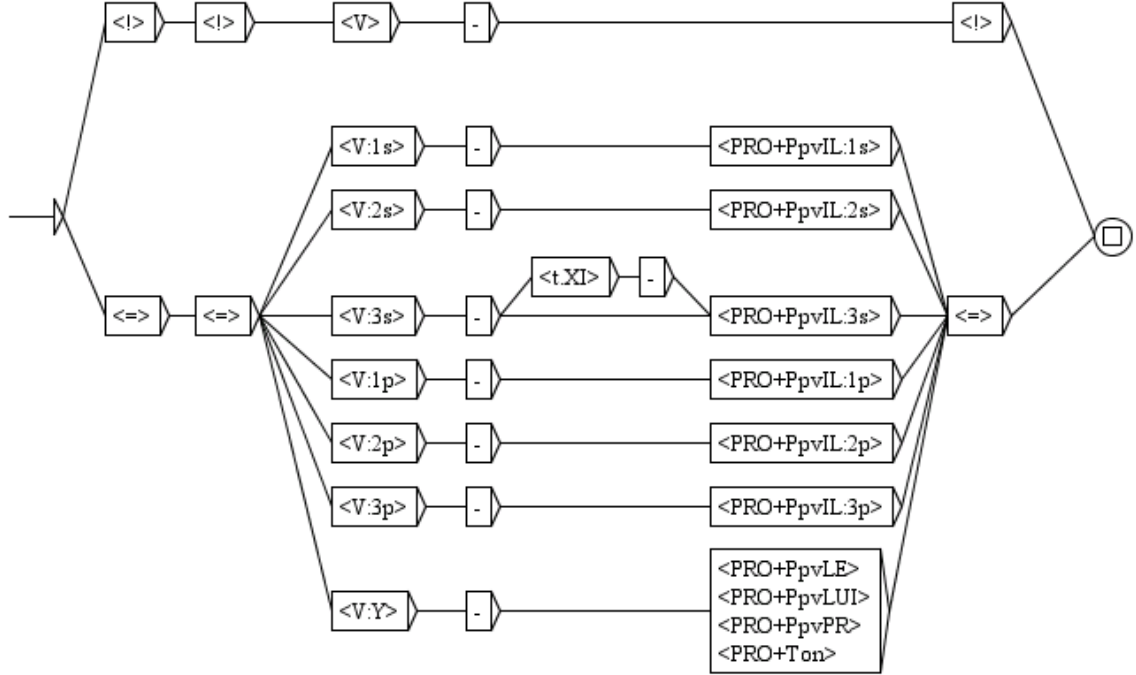 <!> <!> <V> - <!>
<V:1s> - <PRO+PpvIL:1s>
<V:2s> - <PRO+PpvIL:2s>
<t.XI> -
<=> <=> <V:3s> - <PRO+PpvIL:3s> <=>
<V:1p> - <PRO+PpvIL:1p>
<V:2p> - <PRO+PpvIL:2p>
<V:3p> - <PRO+PpvIL:3p>
<PRO+PpvLE>
<PRO+PpvLUI>
<V:Y> - <PRO+PpvPR>
<PRO+Ton>